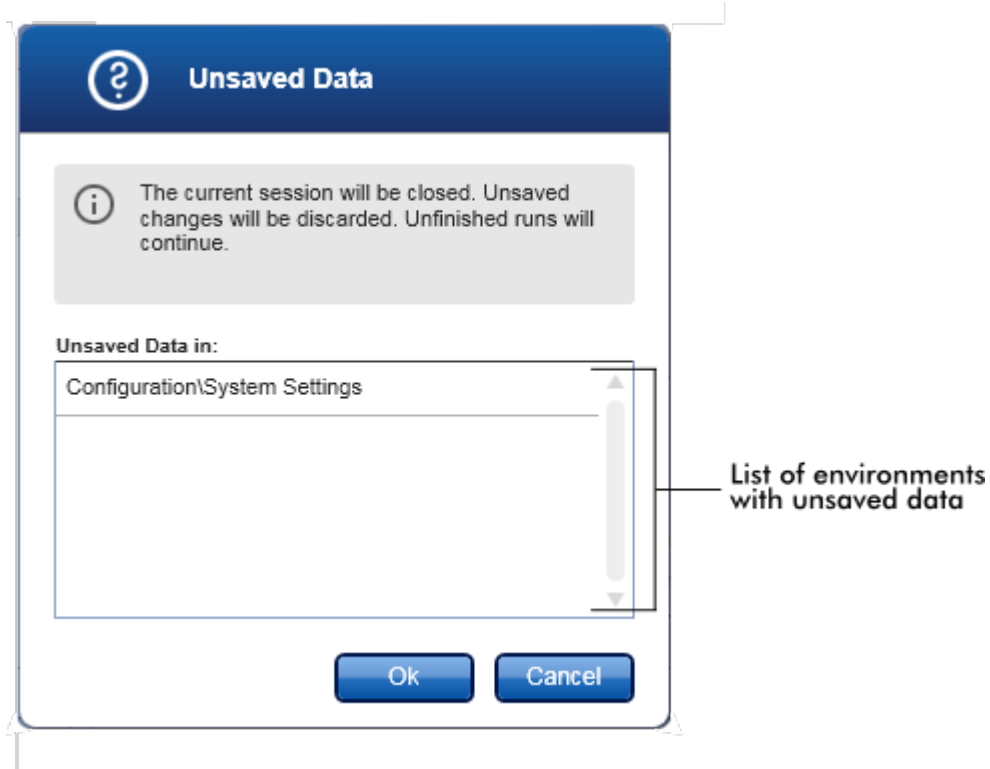 Unsaved Data
The current session will be closed. Unsaved
changes will be discarded. Unfinished runs will
continue.
Unsaved Data in:
Configuration\System Settings
List of environments
with unsaved data
Ok
Cancel